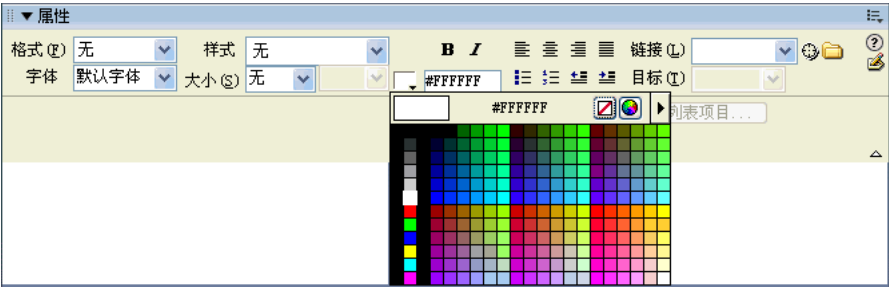 属性
格式(F) 无 样式 无 B I 链接(L)
字体 默认字体 大小(S) 无 #FFFFFF 目标(T)
#FFFFFF
列表项目...